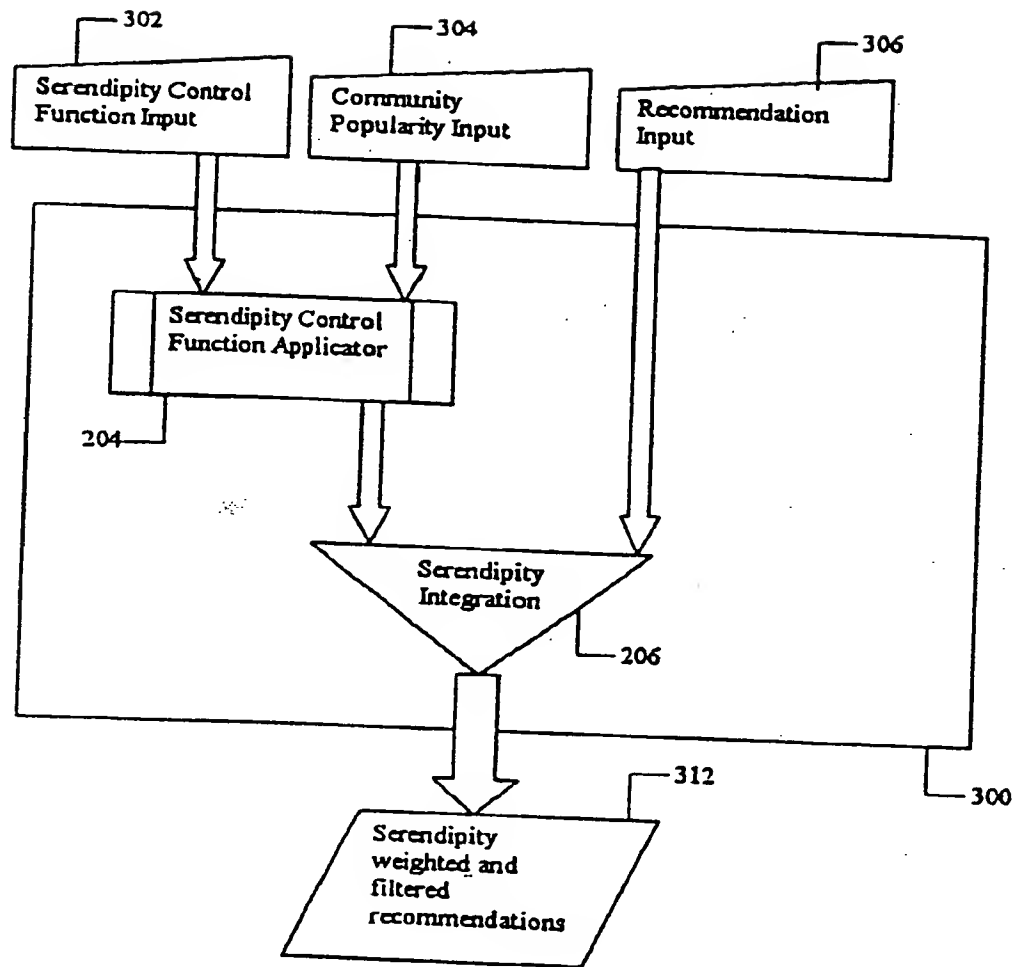 302
304
306
Serendipity Control
Function Input
Community
Popularity Input
Recommendation
Input
Serendipity Control
Function Applicator
204
Serendipity
Integration
206
300
312
Serendipity
weighted and
filtered
recommendations